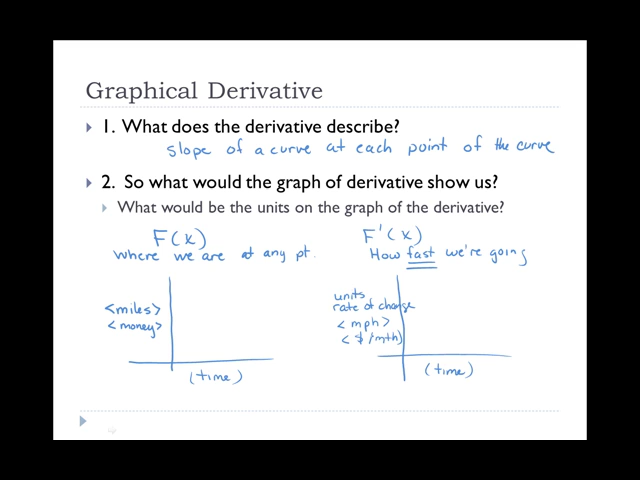 Graphical Derivative
1. What does the derivative describe?
slope of a curve at each point of the curve
2. So what would the graph of derivative show us?
What would be the units on the graph of the derivative?
F(x)
where we are at any pt.
<miles>
<money>
(time)
F'(x)
How fast we're going
units
rate of change
<mph>
<$/mth)
(time)